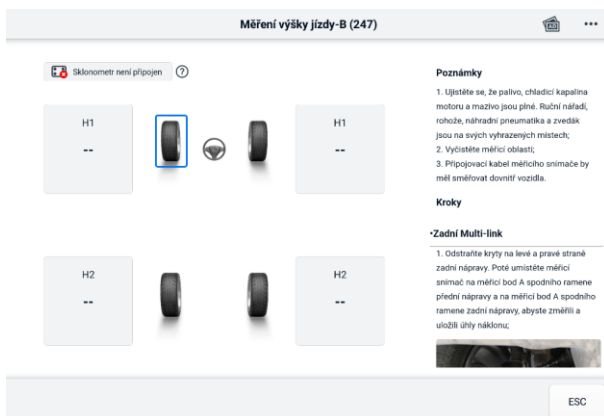 Měření výšky jízdy-B (247)
Sklonometr není připojen
H1
--
H1
--
H2
--
H2
--
Poznámky
1. Ujistěte se, že palivo, chladicí kapalina
motoru a mazivo jsou plné. Ruční nářadí,
rohože, náhradní pneumatika a zvedák
jsou na svých vyhrazených místech;
2. Vyčistěte měřicí oblasti;
3. Připojovací kabel měřicího snímače by
měl směřovat dovnitř vozidla.
Kroky
•Zadní Multi-link
1. Odstraňte kryty na levé a pravé straně
zadní nápravy. Poté umístěte měřicí
snímač na měřicí bod A spodního ramene
přední nápravy a na měřicí bod A spodního
ramene zadní nápravy, abyste změřili a
uložili úhly náklonu;
ESC